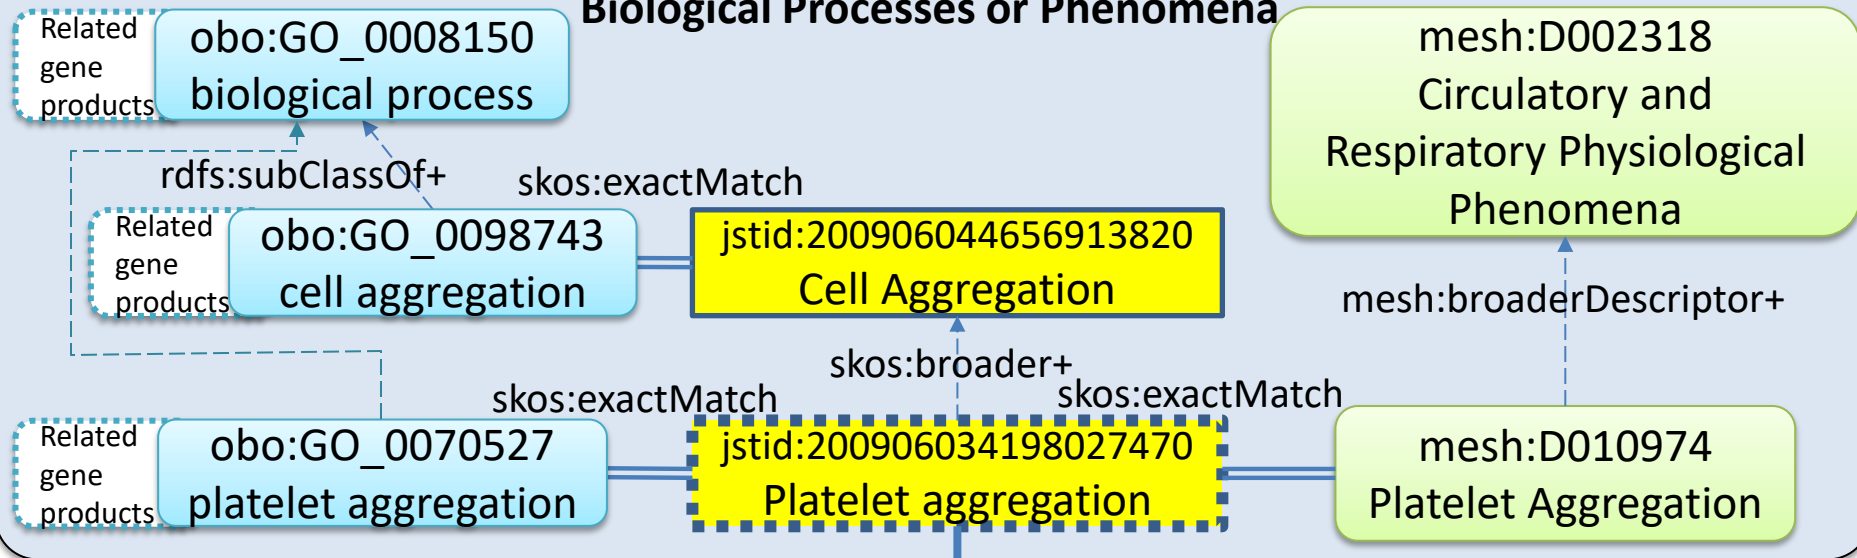 Biological Processes or Phenomena
Related
gene
products
obo:GO_0008150
biological process
mesh:D002318
Circulatory and
Respiratory Physiological
Phenomena
rdfs:subClassOf+
skos:exactMatch
Related
gene
products
obo:GO_0098743
cell aggregation
jstid:200906044656913820
Cell Aggregation
mesh:broaderDescriptor+
skos:broader+
skos:exactMatch
skos:exactMatch
Related
gene
products
obo:GO_0070527
platelet aggregation
jstid:200906034198027470
Platelet aggregation
mesh:D010974
Platelet Aggregation